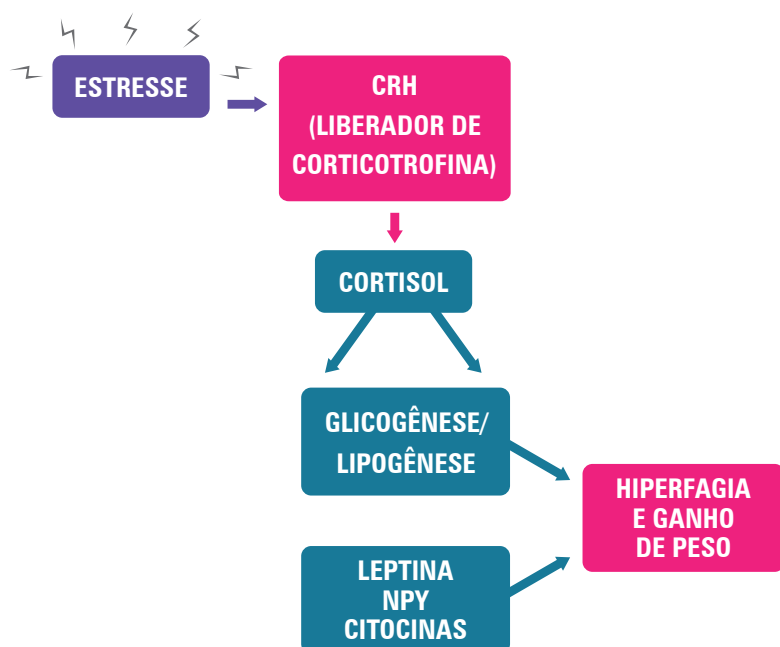 ESTRESSE
CRH
(LIBERADOR DE
CORTICOTROFINA)
CORTISOL
GLICOGÊNESE/
LIPOGÊNESE
HIPERFAGIA
E GANHO
DE PESO
LEPTINA
NPY
CITOCINAS